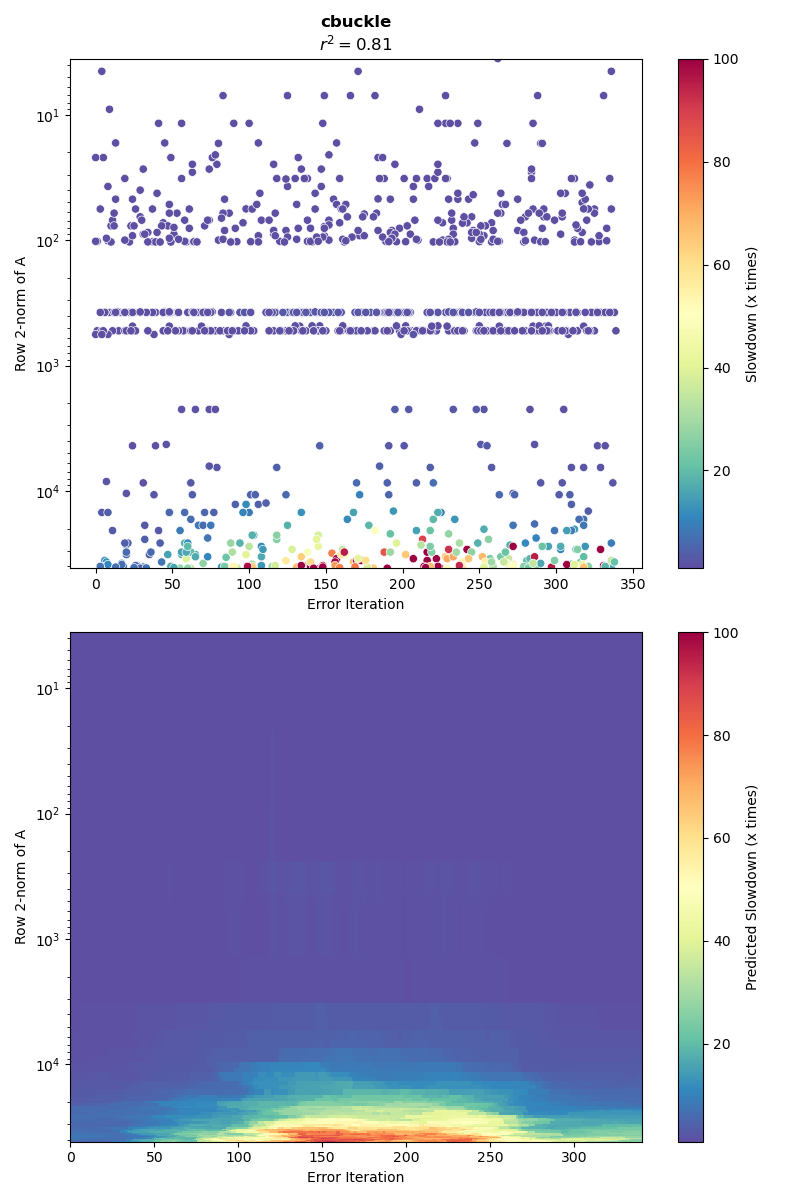 cbuckle
r² = 0.81
10¹
10²
10³
10⁴
Row 2-norm of A
0 50 100 150 200 250 300 350
Error Iteration
100
80
60
40
20
Slowdown (x times)
10¹
10²
10³
10⁴
Row 2-norm of A
0 50 100 150 200 250 300
Error Iteration
100
80
60
40
20
Predicted Slowdown (x times)